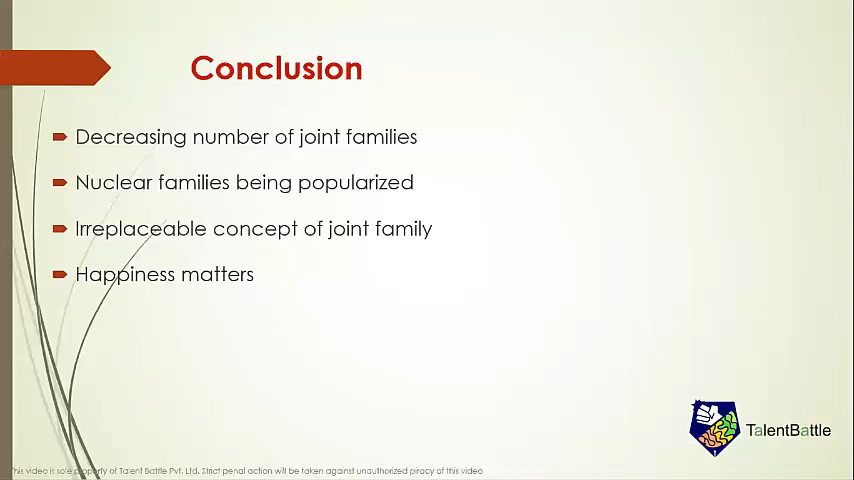 Conclusion
Decreasing number of joint families
Nuclear families being popularized
Irreplaceable concept of joint family
Happiness matters
TalentBattle
This video is sole property of Talent Battle Pvt. Ltd. Strict penal action will be taken against unauthorized piracy of this video